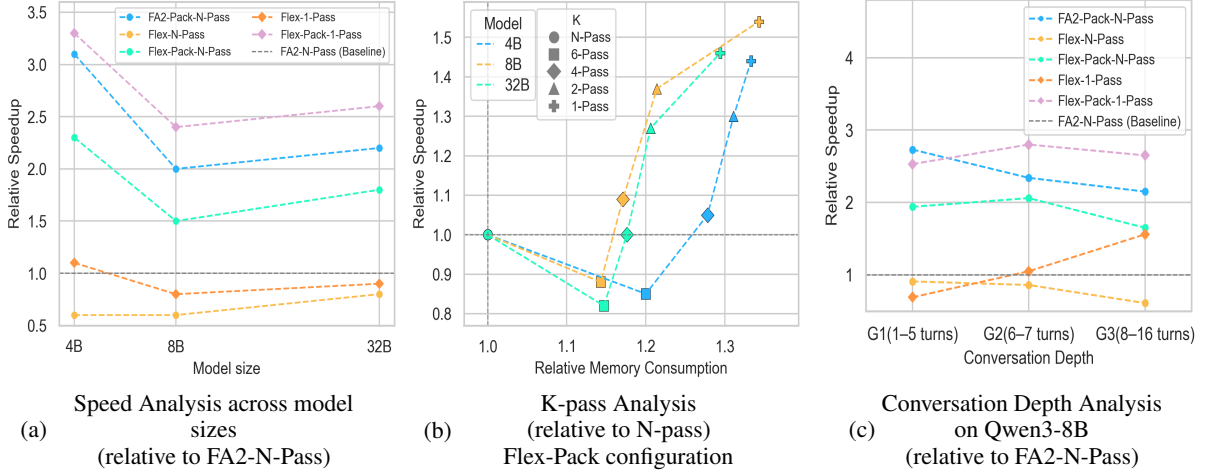 FA2-Pack-N-Pass
Flex-N-Pass
Flex-Pack-N-Pass
Flex-1-Pass
Flex-Pack-1-Pass
FA2-N-Pass (Baseline)
3.5
3.0
2.5
2.0
1.5
1.0
0.5
Relative Speedup
4B
8B
32B
Model size
(a)
Speed Analysis across model
sizes
(relative to FA2-N-Pass)
Model
4B
8B
32B
K
N-Pass
6-Pass
4-Pass
2-Pass
1-Pass
1.5
1.4
1.3
1.2
1.1
1.0
0.9
0.8
Relative Speedup
1.0
1.1
1.2
1.3
Relative Memory Consumption
(b)
K-pass Analysis
(relative to N-pass)
Flex-Pack configuration
FA2-Pack-N-Pass
Flex-N-Pass
Flex-Pack-N-Pass
Flex-1-Pass
Flex-Pack-1-Pass
FA2-N-Pass (Baseline)
4
3
2
1
Relative Speedup
G1(1–5 turns)
G2(6–7 turns)
G3(8–16 turns)
Conversation Depth
(c)
Conversation Depth Analysis
on Qwen3-8B
(relative to FA2-N-Pass)